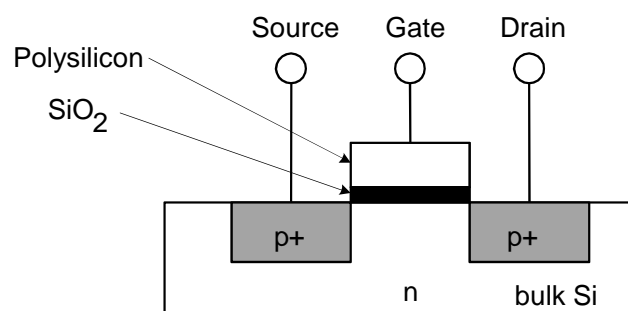 Source Gate Drain
Polysilicon
SiO2
p+ p+
n bulk Si